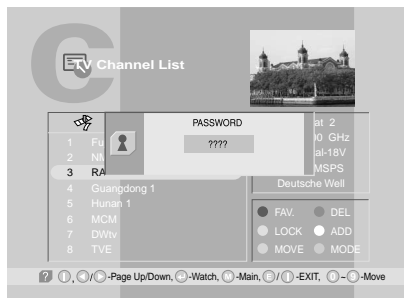 TV Channel List
PASSWORD
????
at 2
0 GHz
al-18V
MSPS
Deutsche Well
1 Fu
2 NM
3 RA
4 Guangdong 1
5 Hunan 1
6 MCM
7 DWtv
8 TVE
FAV. DEL
LOCK ADD
MOVE MODE
? , / -Page Up/Down, -Watch, M -Main, E / -EXIT, 0 ~ 9 -Move